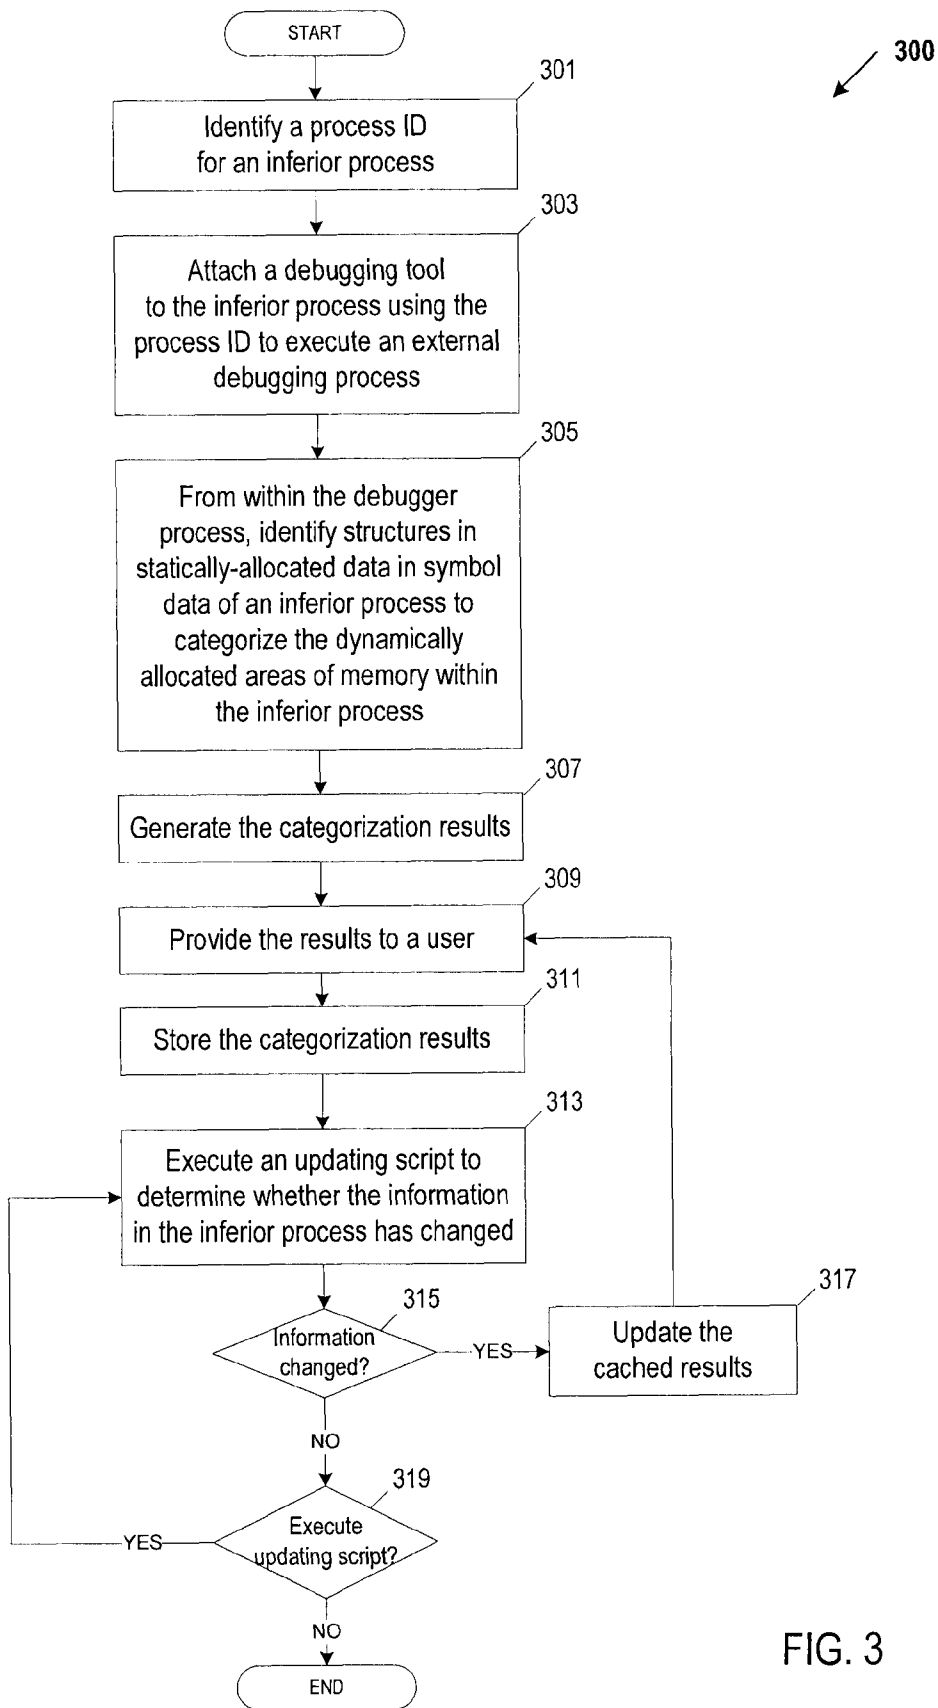 START
300
301
Identify a process ID
for an inferior process
303
Attach a debugging tool
to the inferior process using the
process ID to execute an external
debugging process
305
From within the debugger
process, identify structures in
statically-allocated data in symbol
data of an inferior process to
categorize the dynamically
allocated areas of memory within
the inferior process
307
Generate the categorization results
309
Provide the results to a user
311
Store the categorization results
313
Execute an updating script to
determine whether the information
in the inferior process has changed
315
Information
changed?
YES
317
Update the
cached results
NO
319
Execute
updating script?
YES
NO
END
FIG. 3